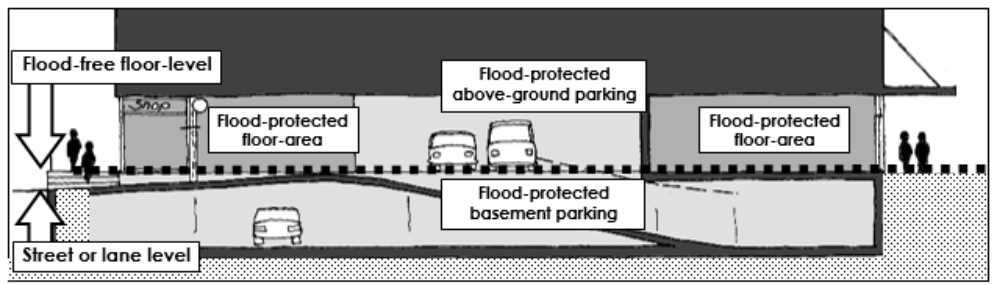 Flood-free floor-level
Flood-protected
above-ground parking
Shop
Flood-protected
floor-area
Flood-protected
floor-area
Flood-protected
basement parking
Street or lane level